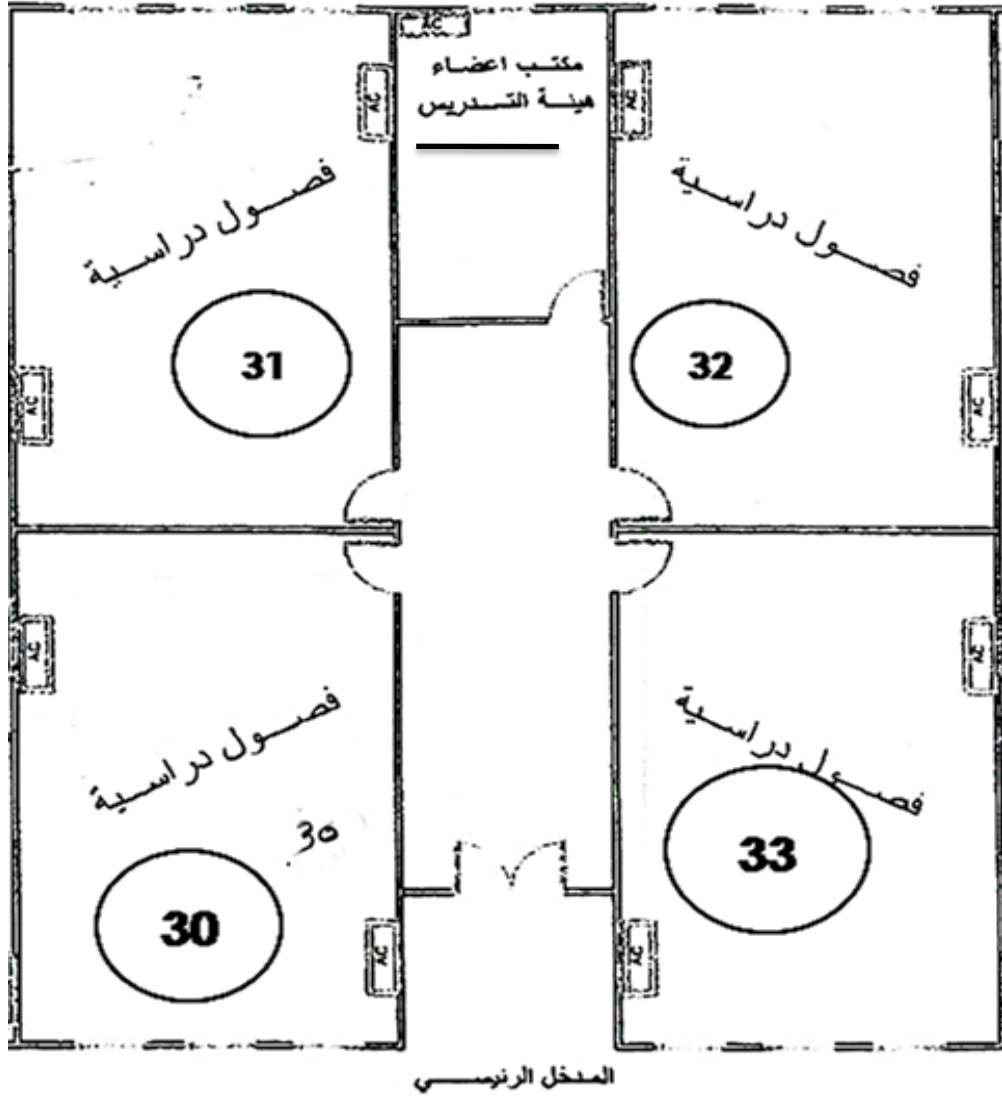 AC
مكتب اعضاء
هيئة التدريس
AC
AC
فصول دراسية
فصول دراسية
31
32
AC
AC
AC
AC
فصول دراسية
فصول دراسية
30
33
30
AC
AC
المدخل الرئيسي